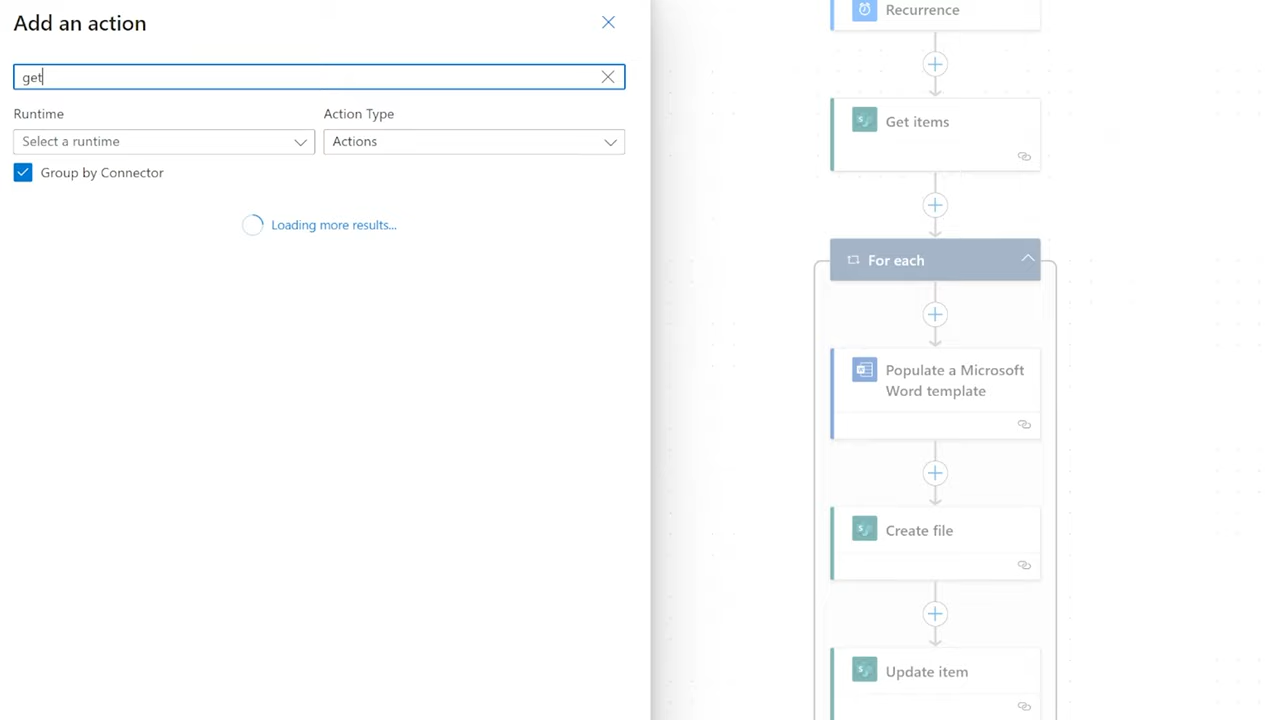 Add an action
get
Runtime
Action Type
Select a runtime
Actions
Group by Connector
Loading more results...
Recurrence
Get items
For each
Populate a Microsoft
Word template
Create file
Update item